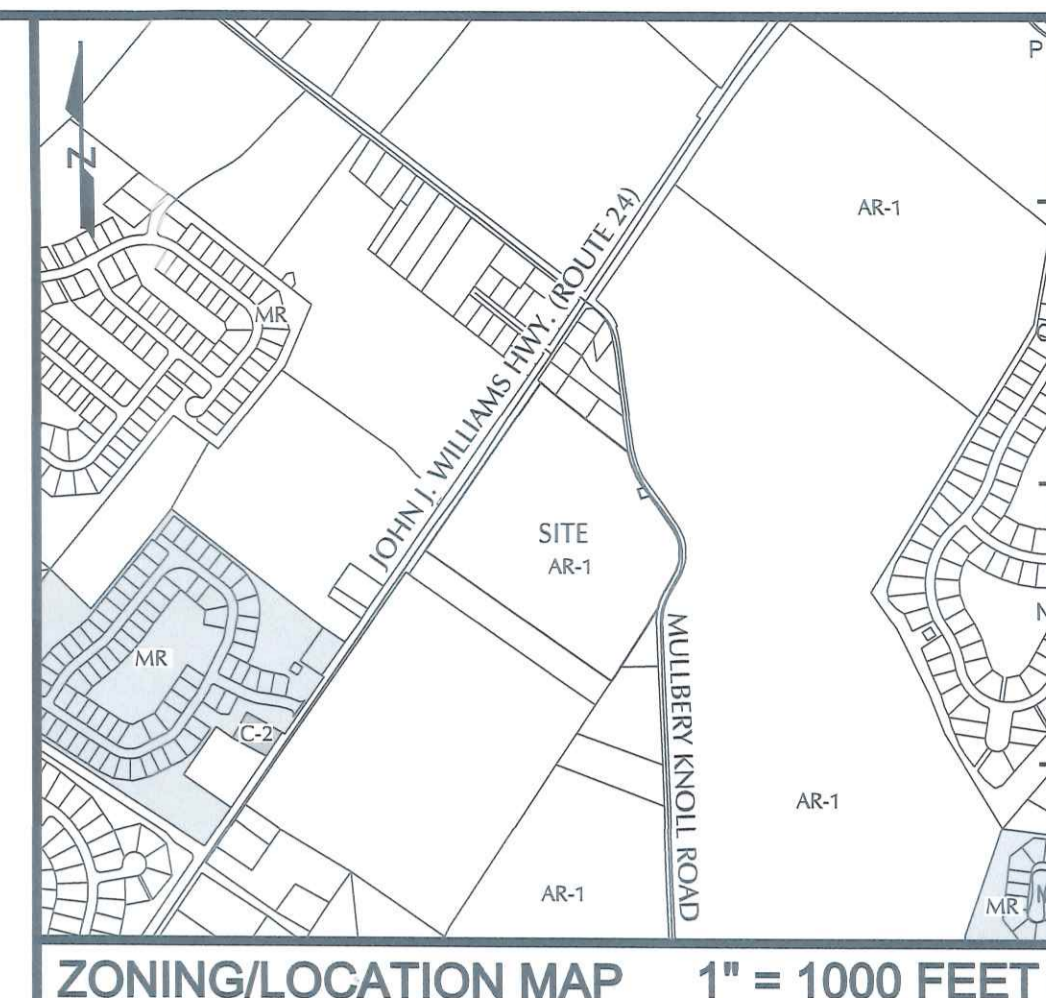 P
N
AR-1
JOHN J. WILLIAMS HWY. (ROUTE 24)
MR
SITE
AR-1
MR
C-2
MULLBERY KNOLL ROAD
AR-1
AR-1
MR
ZONING/LOCATION MAP 1" = 1000 FEET